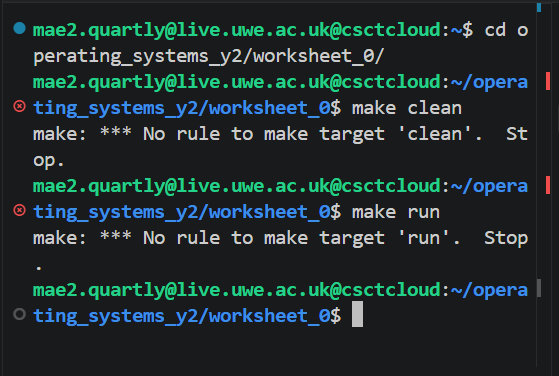 mae2.quartly@live.uwe.ac.uk@csctcloud:~$ cd o
perating_systems_y2/worksheet_0/
mae2.quartly@live.uwe.ac.uk@csctcloud:~/opera
ting_systems_y2/worksheet_0$ make clean
make: *** No rule to make target 'clean'.  St
op.
mae2.quartly@live.uwe.ac.uk@csctcloud:~/opera
ting_systems_y2/worksheet_0$ make run
make: *** No rule to make target 'run'.  Stop
.
mae2.quartly@live.uwe.ac.uk@csctcloud:~/opera
ting_systems_y2/worksheet_0$